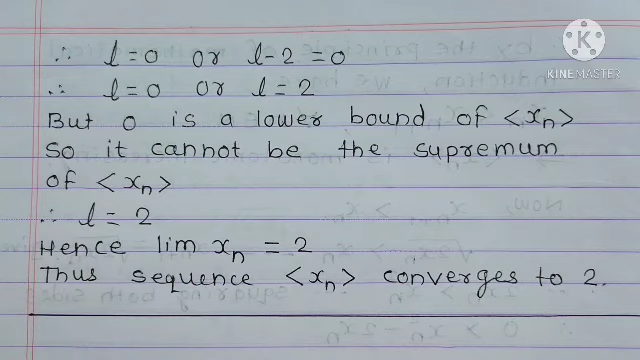 ∴ l = 0 or l - 2 = 0
∴ l = 0 or l = 2
But 0 is a lower bound of <xn>
So it cannot be the supremum
of <xn>
∴ l = 2
Hence lim xn = 2
Thus sequence <xn> converges to 2.
KINEMASTER